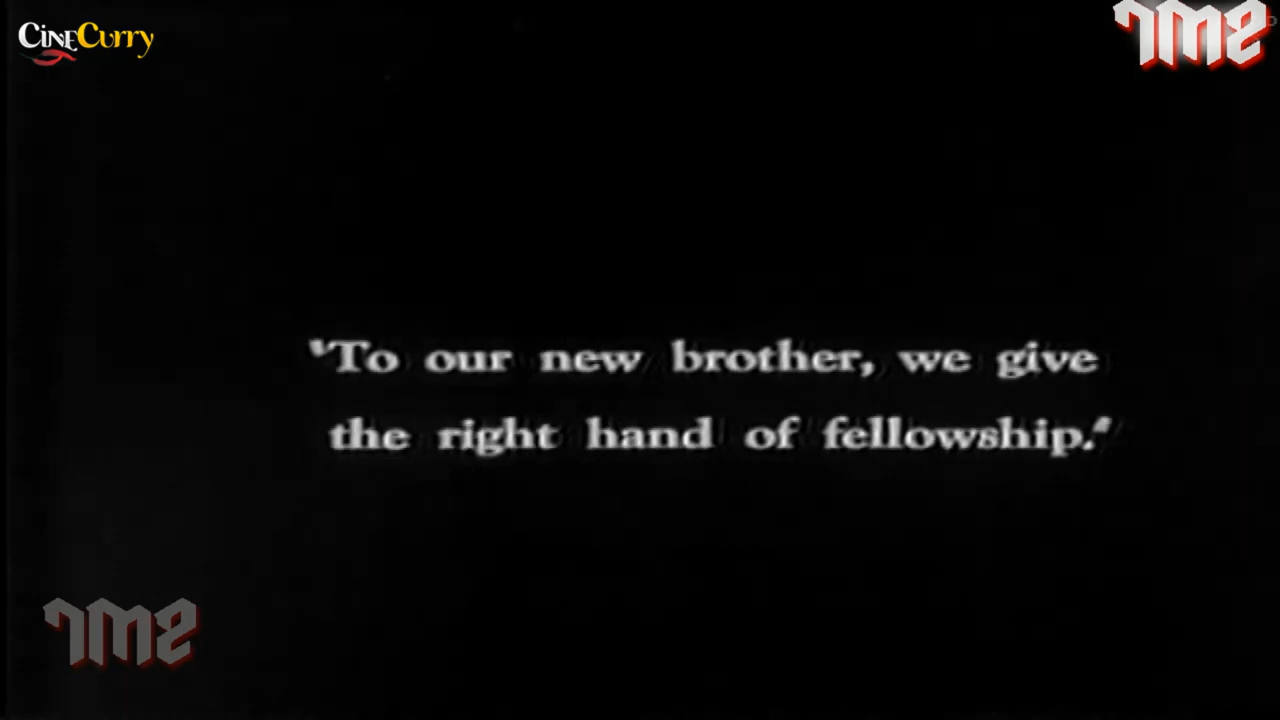 CINECURRY
"To our new brother, we give
the right hand of fellowship."